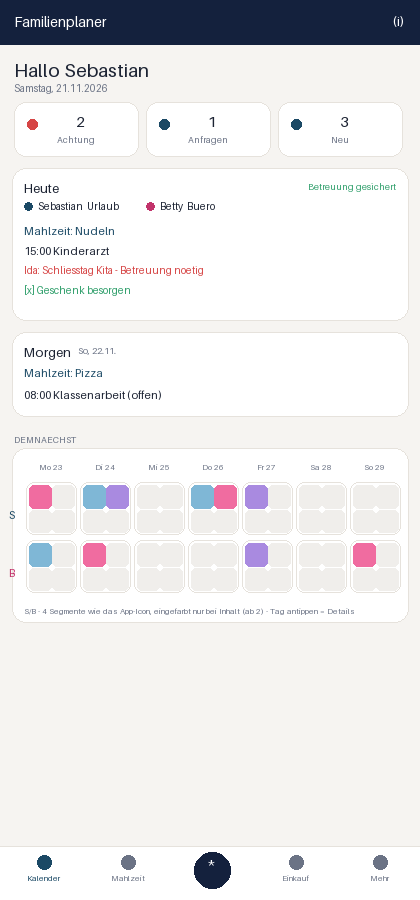 Familienplaner (i)
Hallo Sebastian
Samstag, 21.11.2026
2 1 3
Achtung Anfragen Neu
Heute Betreuung gesichert
Sebastian Urlaub Betty Buero
Mahlzeit: Nudeln
15:00 Kinderarzt
Ida: Schliesstag Kita - Betreuung noetig
[x] Geschenk besorgen
Morgen So, 22.11.
Mahlzeit: Pizza
08:00 Klassenarbeit (offen)
DEMNAECHST
Mo 23 Di 24 Mi 25 Do 26 Fr 27 Sa 28 So 29
S
B
S/B · 4 Segmente wie das App-Icon, eingefärbt nur bei Inhalt (ab 2) · Tag antippen = Details
*
Kalender Mahlzeit Einkauf Mehr